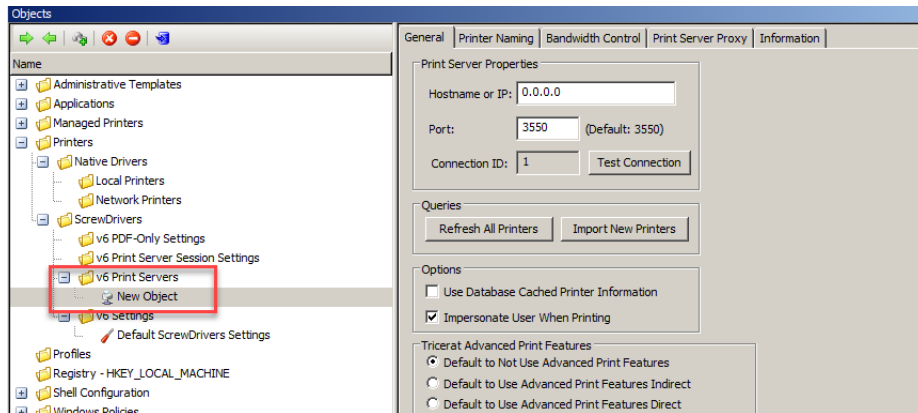 Objects
Name
Administrative Templates
Applications
Managed Printers
Printers
Native Drivers
Local Printers
Network Printers
ScrewDrivers
v6 PDF-Only Settings
v6 Print Server Session Settings
v6 Print Servers
New Object
v6 Settings
Default ScrewDrivers Settings
Profiles
Registry - HKEY_LOCAL_MACHINE
Shell Configuration
Windows Policies
General Printer Naming Bandwidth Control Print Server Proxy Information
Print Server Properties
Hostname or IP: 0.0.0.0
Port: 3550 (Default: 3550)
Connection ID: 1 Test Connection
Queries
Refresh All Printers Import New Printers
Options
Use Database Cached Printer Information
Impersonate User When Printing
Tricerat Advanced Print Features
Default to Not Use Advanced Print Features
Default to Use Advanced Print Features Indirect
Default to Use Advanced Print Features Direct